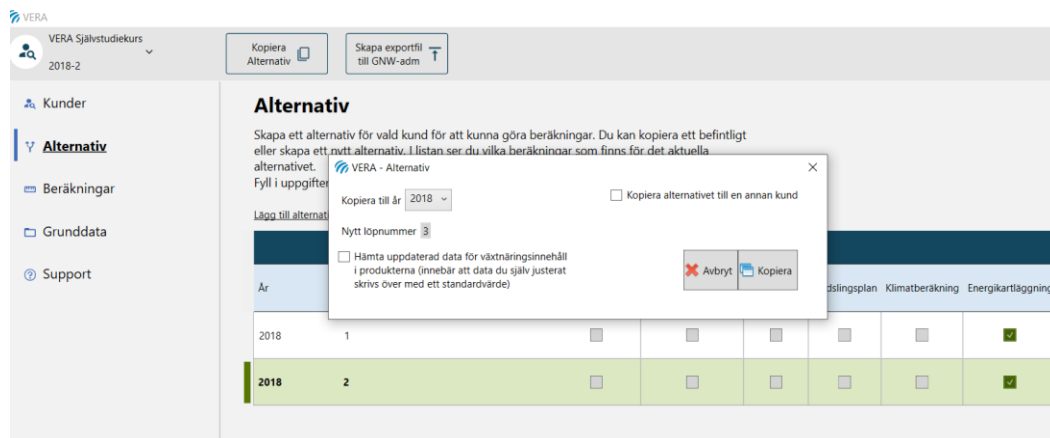 VERA
VERA Självstudiekurs
2018-2
Kopiera
Alternativ
Skapa exportfil
till GNW-adm
Kunder
Alternativ
Beräkningar
Grunddata
Support
Alternativ
Skapa ett alternativ för vald kund för att kunna göra beräkningar. Du kan kopiera ett befintligt
eller skapa ett nytt alternativ. I listan ser du vilka beräkningar som finns för det aktuella
alternativet.
Fyll i uppgifter
Lägg till alternati
VERA - Alternativ
Kopiera till år 2018
Kopiera alternativet till en annan kund
Nytt löpnummer 3
Hämta uppdaterad data för växtnäringsinnehåll
i produkterna (innebär att data du själv justerat
skrivs över med ett standardvärde)
Avbryt
Kopiera
År
dslingsplan
Klimatberäkning
Energikartläggning
2018 1
2018 2